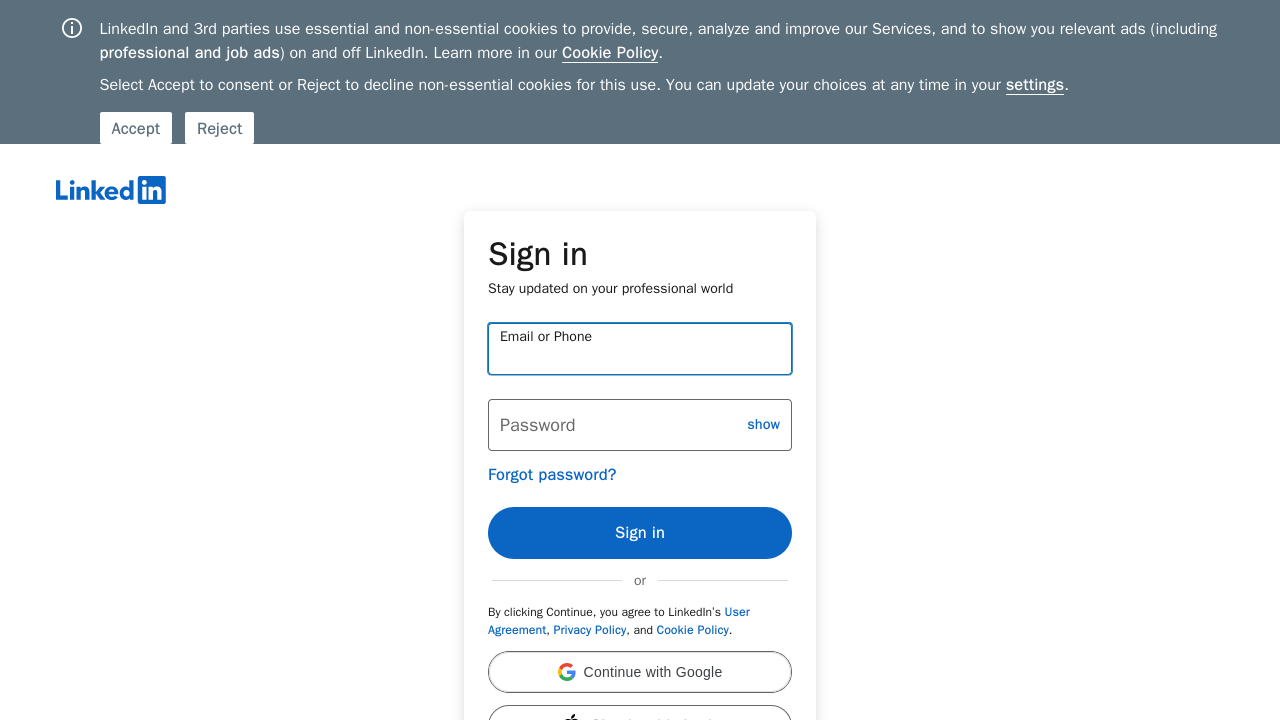 LinkedIn and 3rd parties use essential and non-essential cookies to provide, secure, analyze and improve our Services, and to show you relevant ads (including
professional and job ads) on and off LinkedIn. Learn more in our Cookie Policy.
Select Accept to consent or Reject to decline non-essential cookies for this use. You can update your choices at any time in your settings.
Accept Reject
Linked in
Sign in
Stay updated on your professional world
Email or Phone
Password show
Forgot password?
Sign in
or
By clicking Continue, you agree to LinkedIn's User
Agreement, Privacy Policy, and Cookie Policy.
Continue with Google